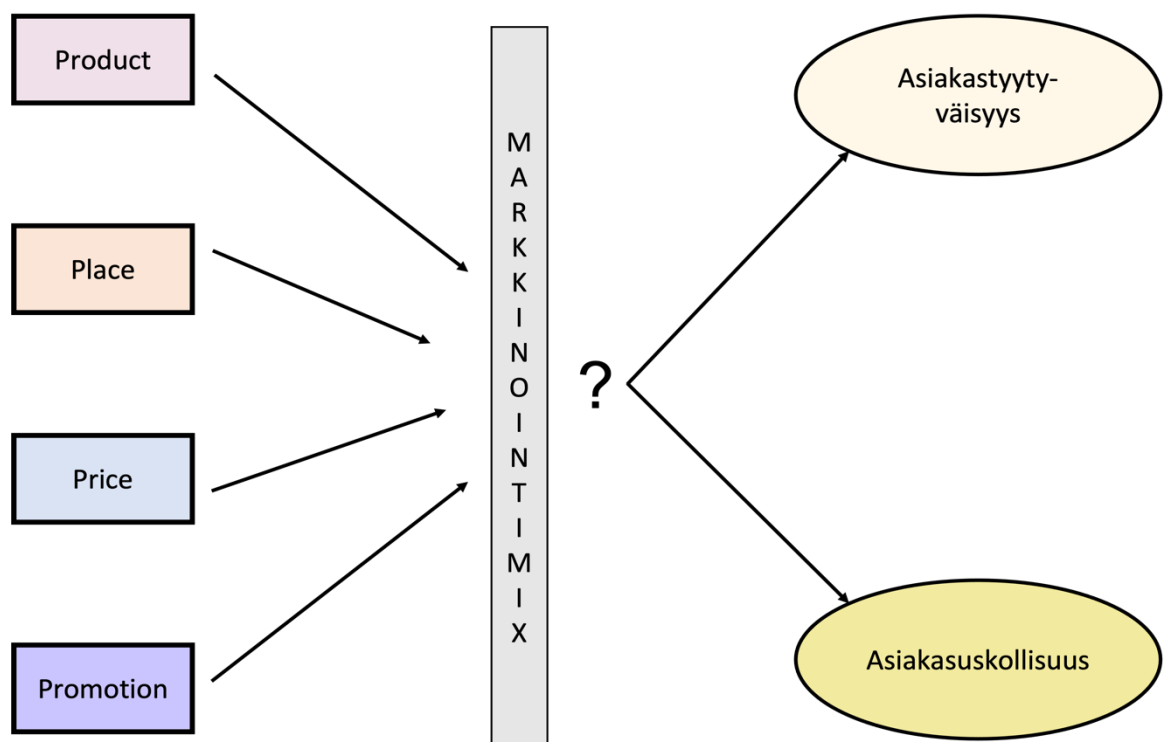 Product
Place
Price
Promotion
M
A
R
K
K
I
N
O
I
N
T
I
M
I
X
?
Asiakastyyty-
väisyys
Asiakasuskollisuus